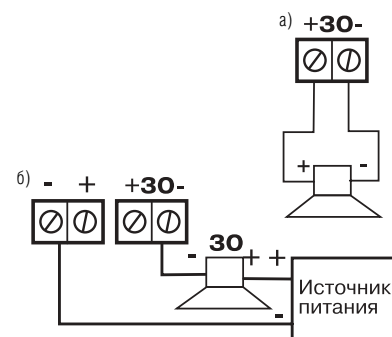 а) +ЗО-
+ -
б) - + +ЗО-
- ЗО + +
Источник
питания
-